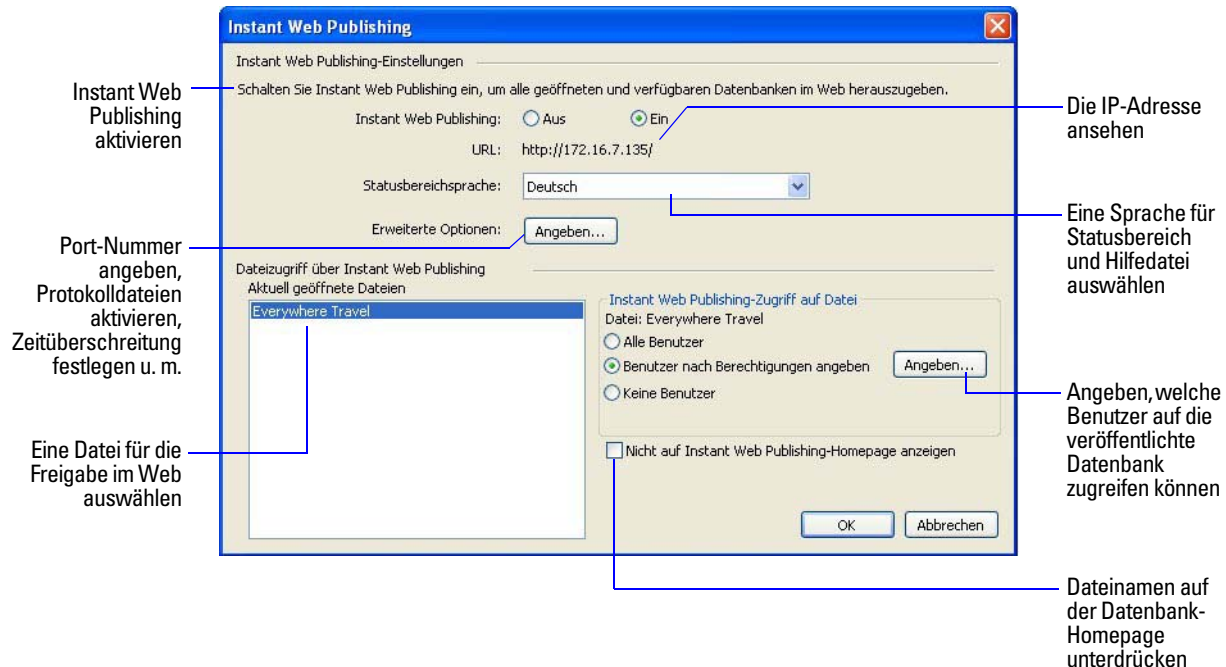 Instant Web Publishing
Instant Web Publishing-Einstellungen
Schalten Sie Instant Web Publishing ein, um alle geöffneten und verfügbaren Datenbanken im Web herauszugeben.
Instant Web Publishing: Aus Ein
URL: http://172.16.7.135/
Statusbereichsprache: Deutsch
Erweiterte Optionen: Angeben...
Dateizugriff über Instant Web Publishing
Aktuell geöffnete Dateien
Everywhere Travel
Instant Web Publishing-Zugriff auf Datei
Datei: Everywhere Travel
Alle Benutzer
Benutzer nach Berechtigungen angeben Angeben...
Keine Benutzer
Nicht auf Instant Web Publishing-Homepage anzeigen
OK Abbrechen
Instant Web
Publishing
aktivieren
Port-Nummer
angeben,
Protokolldateien
aktivieren,
Zeitüberschreitung
festlegen u. m.
Eine Datei für die
Freigabe im Web
auswählen
Die IP-Adresse
ansehen
Eine Sprache für
Statusbereich
und Hilfedatei
auswählen
Angeben, welche
Benutzer auf die
veröffentlichte
Datenbank
zugreifen können
Dateinamen auf
der Datenbank-
Homepage
unterdrücken